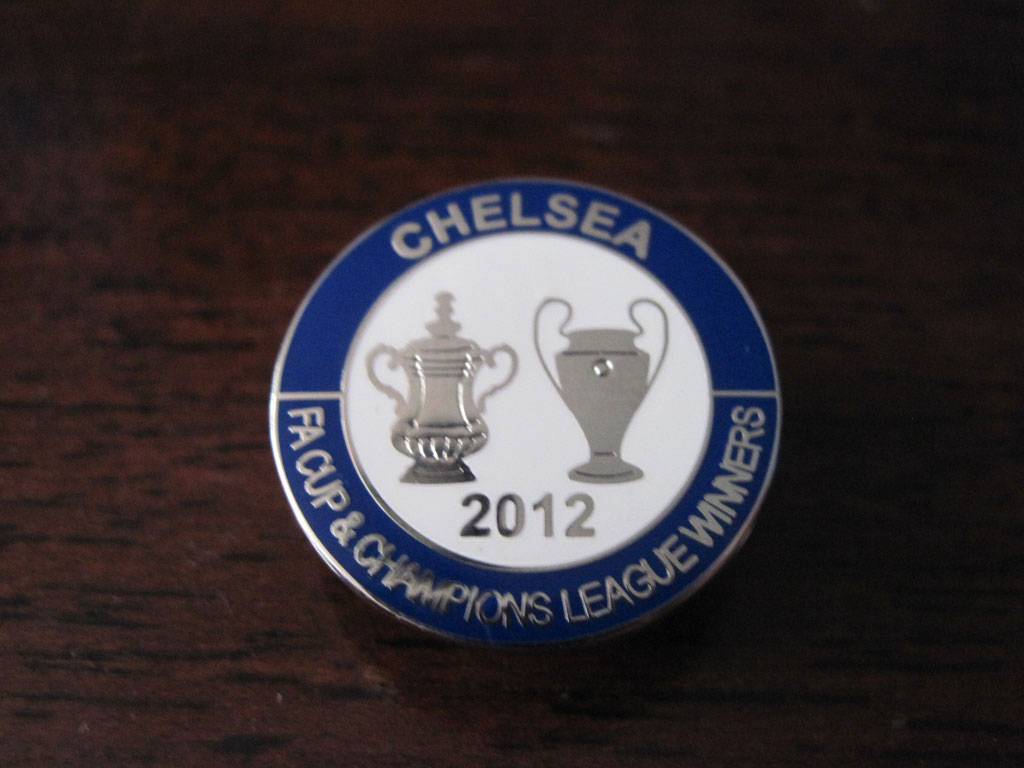 CHELSEA
2012
FA CUP & CHAMPIONS LEAGUE WINNERS